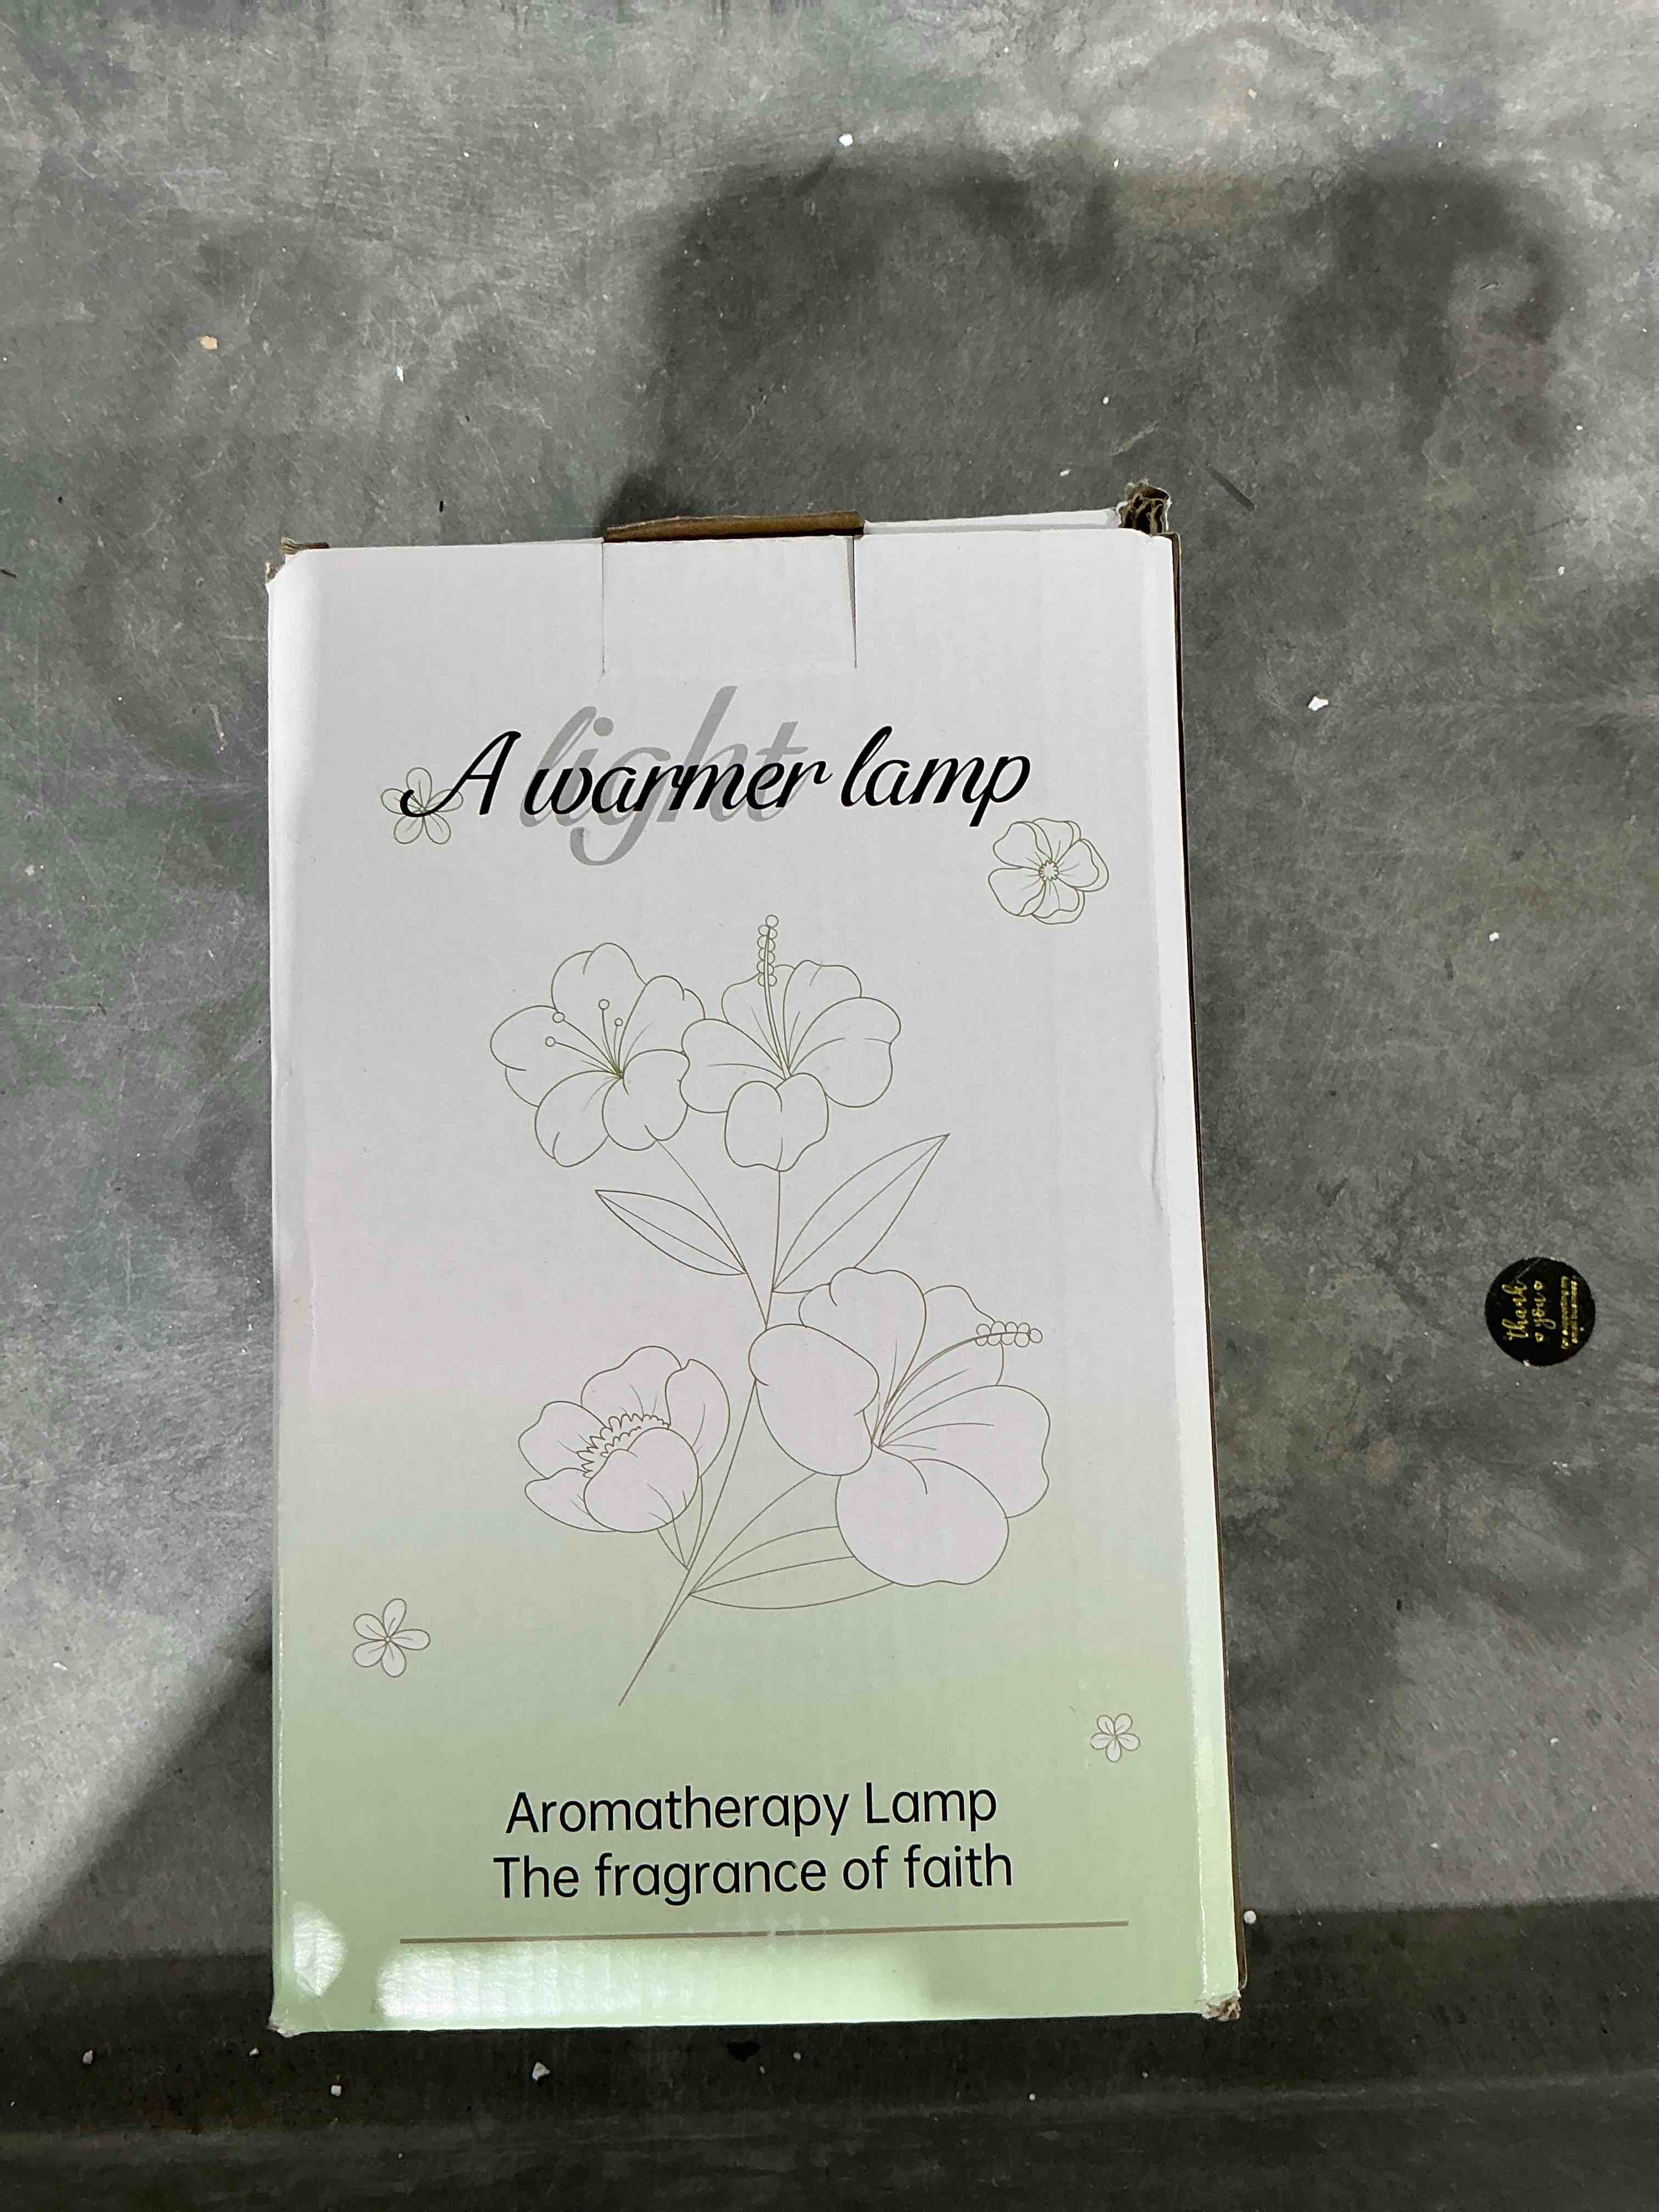 light
A warmer lamp
Aromatherapy Lamp
The fragrance of faith
thank
you